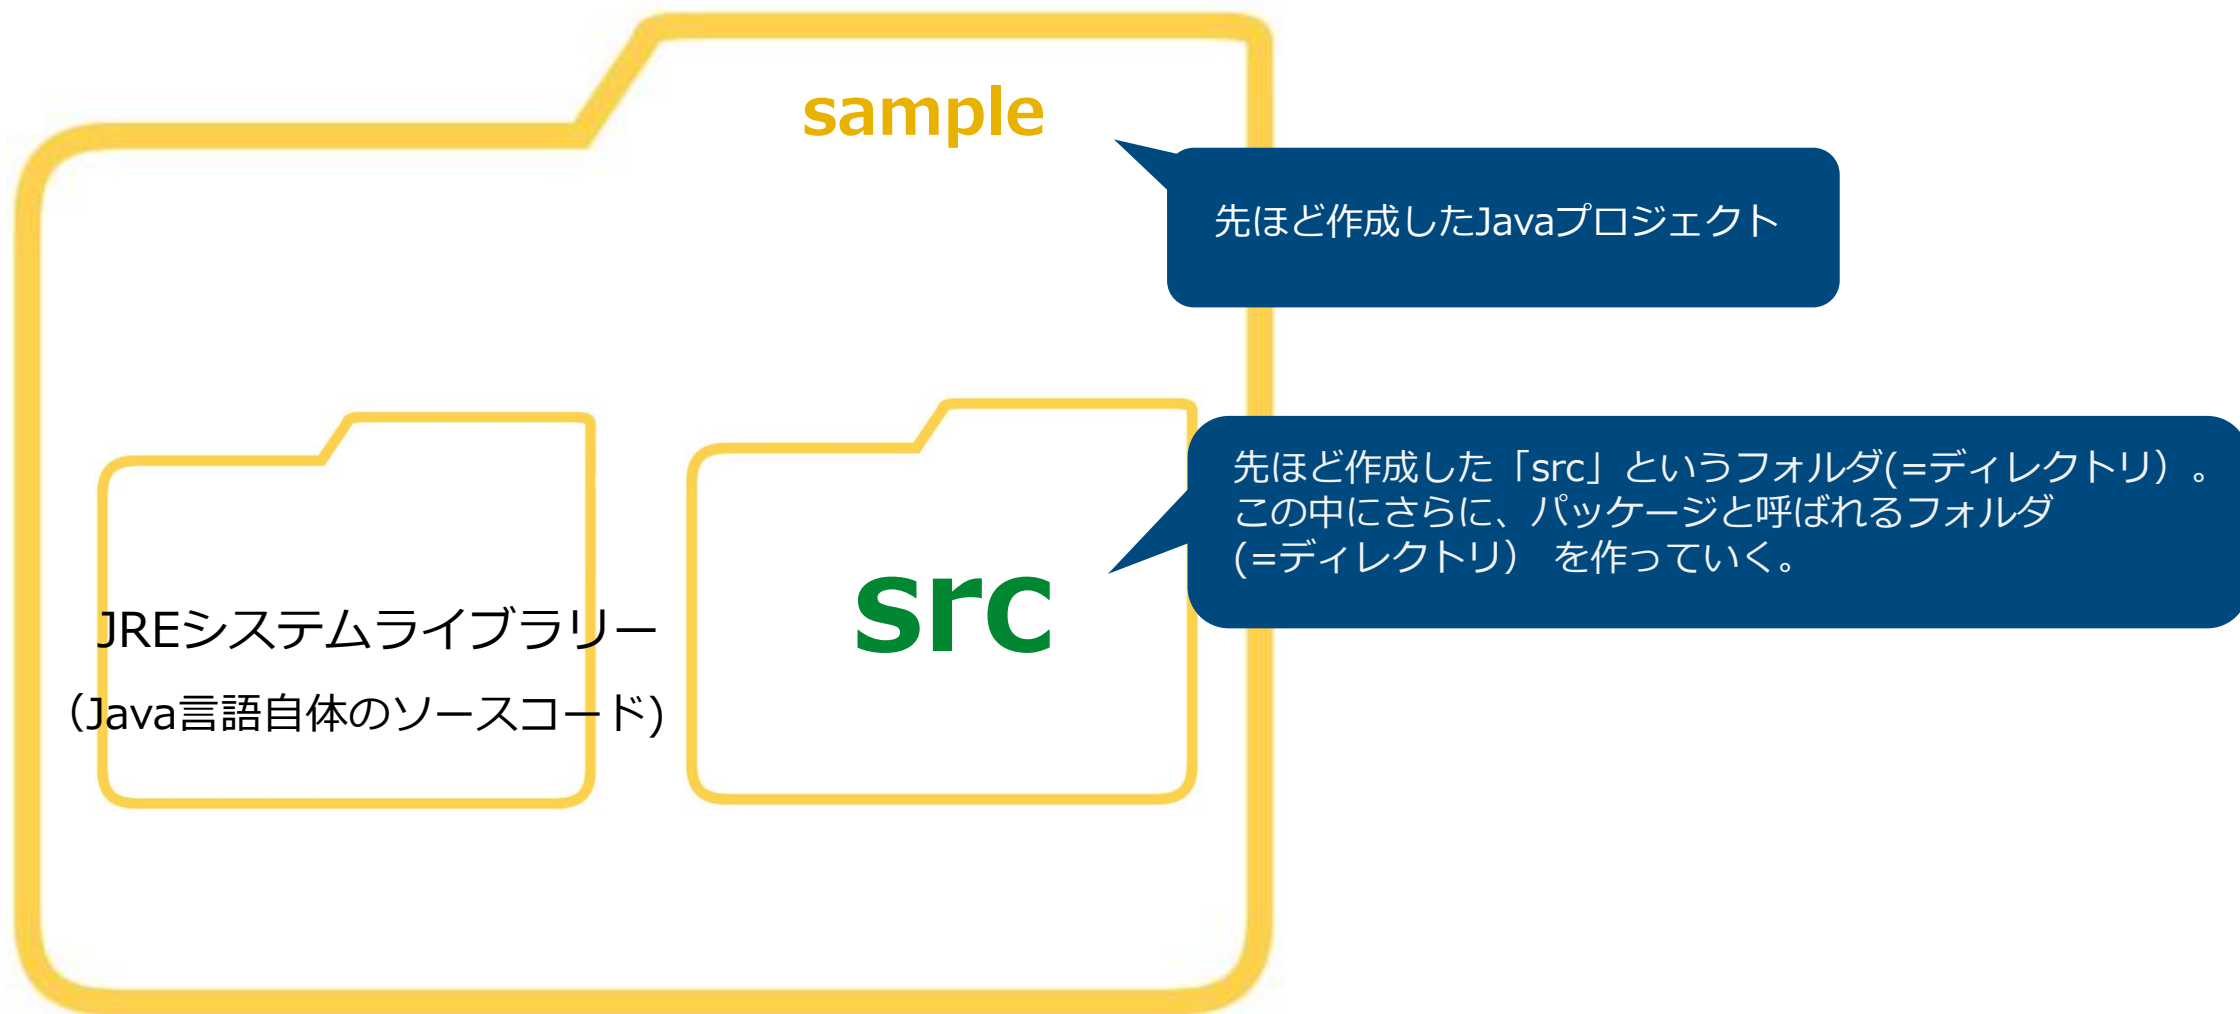 sample
先ほど作成したJavaプロジェクト
先ほど作成した「src」というフォルダ(=ディレクトリ）。
この中にさらに、パッケージと呼ばれるフォルダ
(=ディレクトリ） を作っていく。
src
JREシステムライブラリー
（Java言語自体のソースコード)